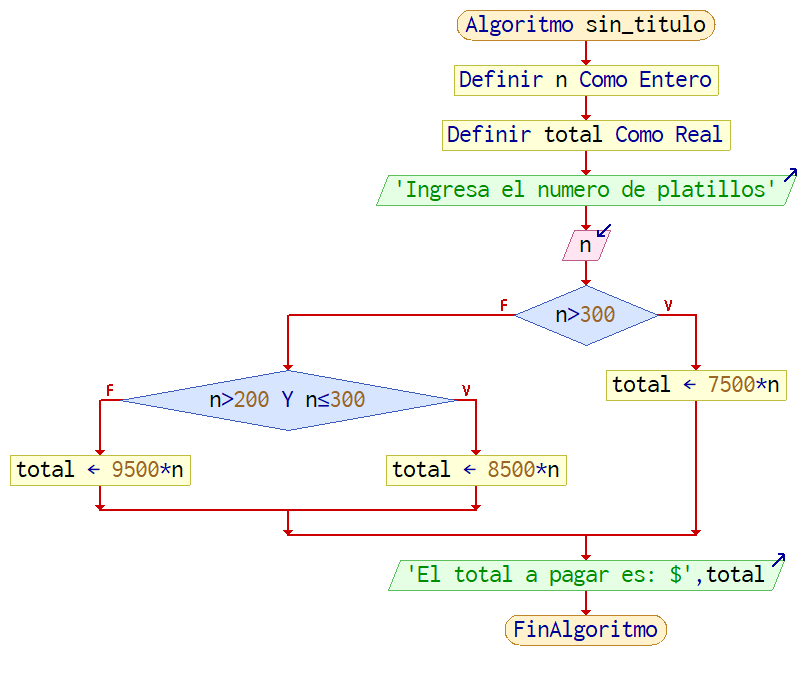 Algoritmo sin_titulo
Definir n Como Entero
Definir total Como Real
'Ingresa el numero de platillos'
n
n>300
F
V
total ← 7500*n
n>200 Y n≤300
F
V
total ← 9500*n
total ← 8500*n
'El total a pagar es: $',total
FinAlgoritmo